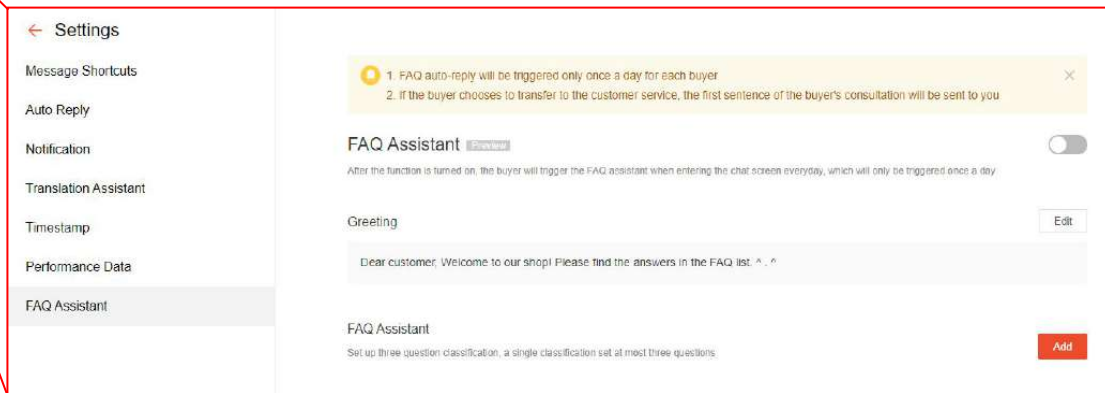 ← Settings
Message Shortcuts
Auto Reply
Notification
Translation Assistant
Timestamp
Performance Data
FAQ Assistant
1. FAQ auto-reply will be triggered only once a day for each buyer
2. If the buyer chooses to transfer to the customer service, the first sentence of the buyer's consultation will be sent to you
FAQ Assistant Preview
After the function is turned on, the buyer will trigger the FAQ assistant when entering the chat screen everyday, which will only be triggered once a day
Greeting
Edit
Dear customer, Welcome to our shop! Please find the answers in the FAQ list. ^ . ^
FAQ Assistant
Set up three question classification, a single classification set at most three questions
Add